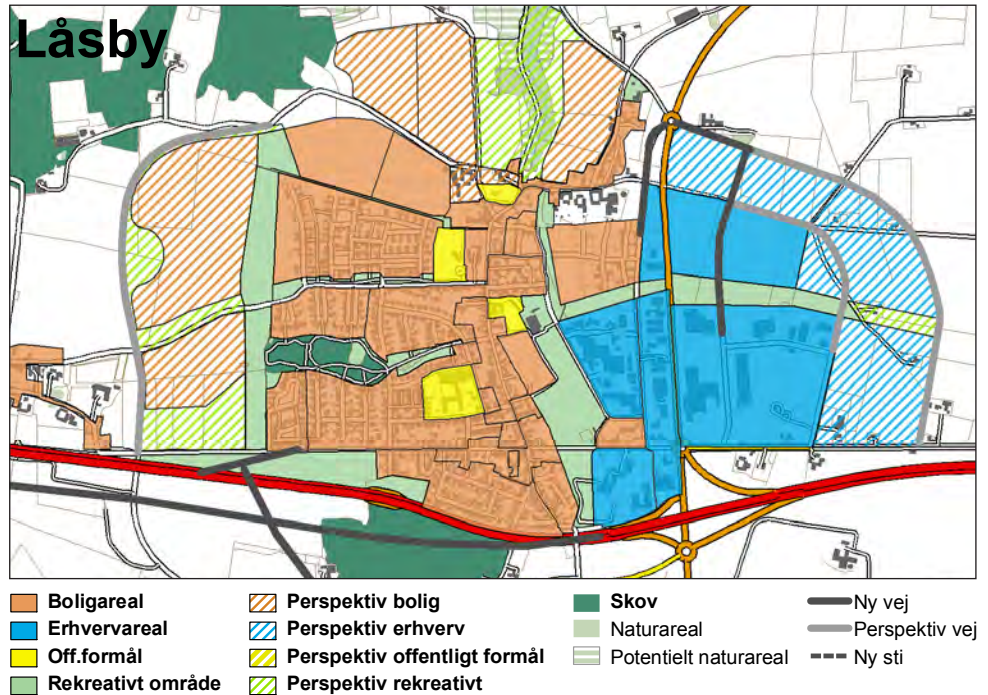 Låsby
Boligareal
Perspektiv bolig
Skov
Ny vej
Erhvervareal
Perspektiv erhverv
Naturareal
Perspektiv vej
Off.formål
Perspektiv offentligt formål
Potentielt naturareal
Ny sti
Rekreativt område
Perspektiv rekreativt